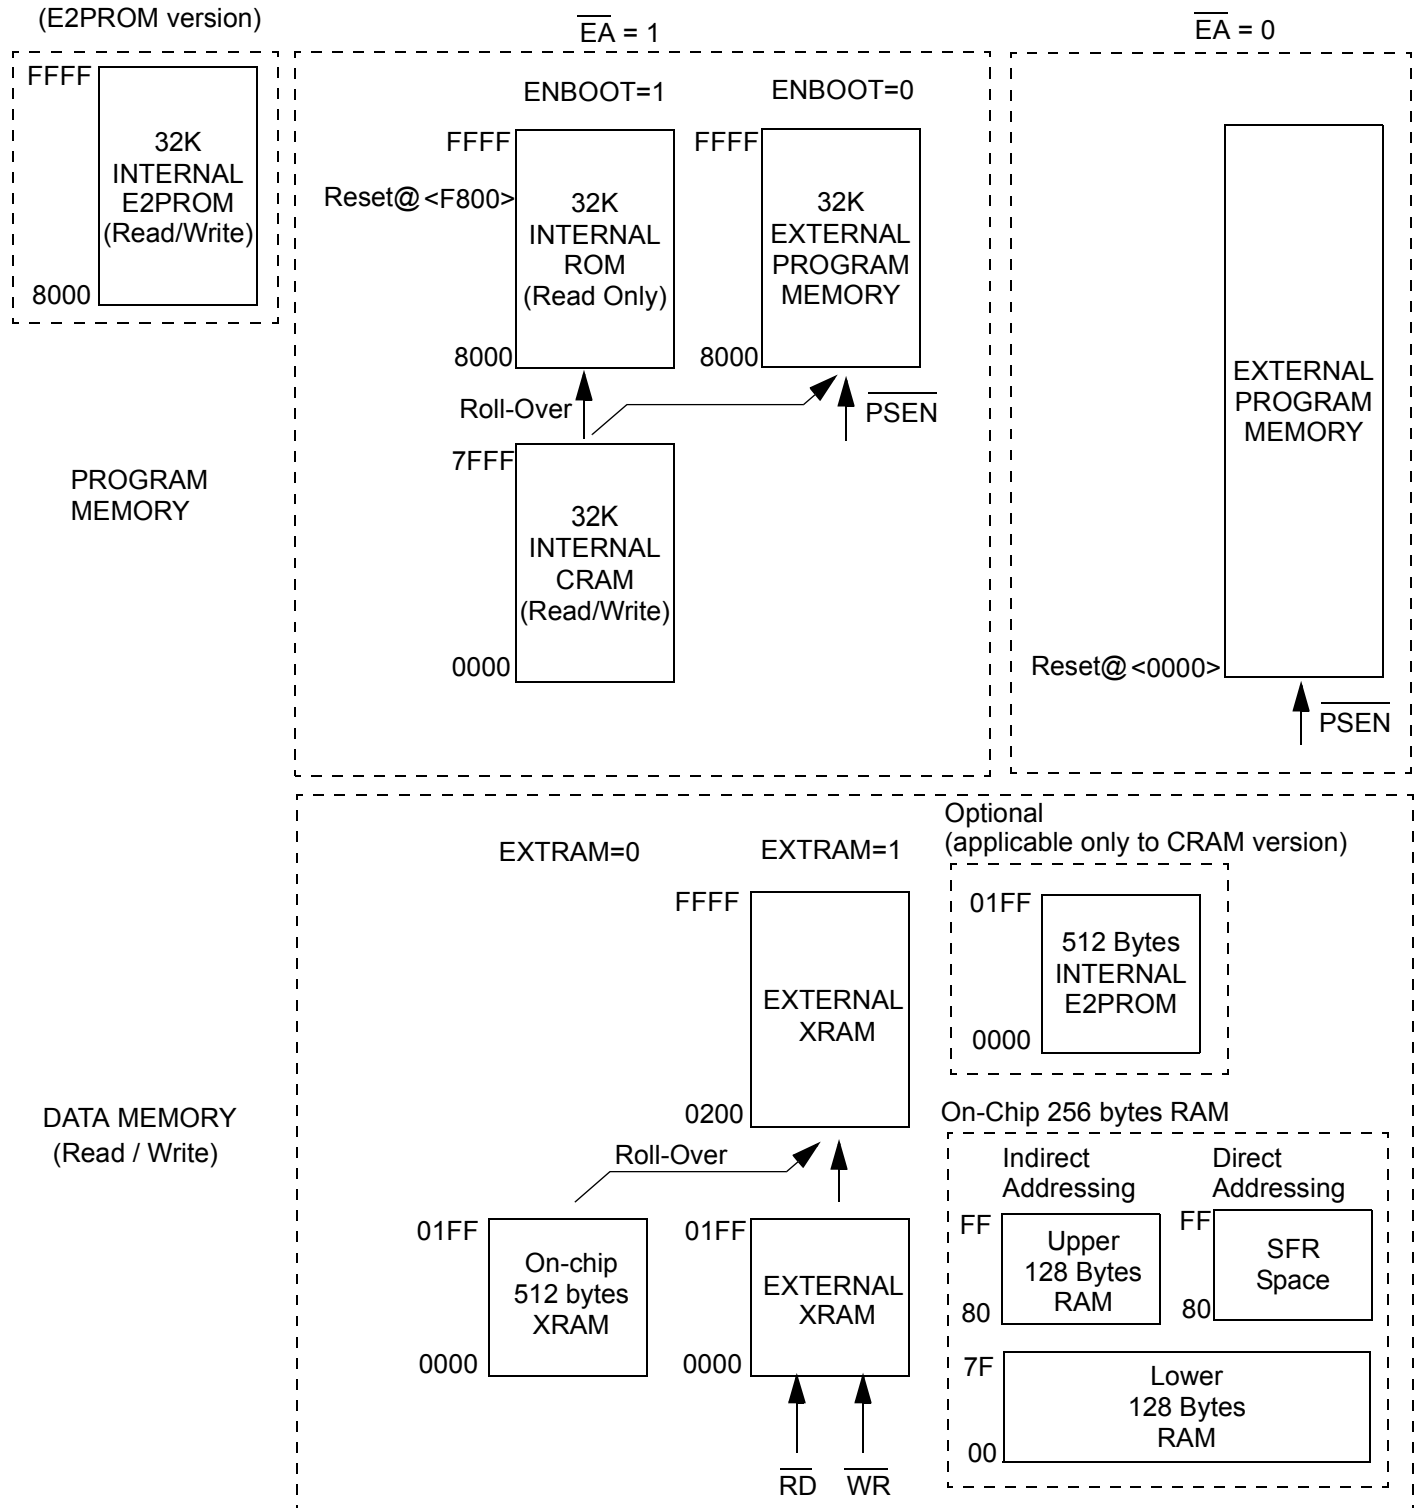 (E2PROM version)
EA = 1
EA = 0
FFFF
32K
INTERNAL
E2PROM
(Read/Write)
8000
ENBOOT=1
ENBOOT=0
FFFF
Reset@ <F800>
32K
INTERNAL
ROM
(Read Only)
8000
FFFF
32K
EXTERNAL
PROGRAM
MEMORY
8000
Roll-Over
PSEN
7FFF
32K
INTERNAL
CRAM
(Read/Write)
0000
EXTERNAL
PROGRAM
MEMORY
Reset@ <0000>
PSEN
PROGRAM
MEMORY
Optional
(applicable only to CRAM version)
EXTRAM=0
EXTRAM=1
FFFF
EXTERNAL
XRAM
0200
01FF
512 Bytes
INTERNAL
E2PROM
0000
DATA MEMORY
(Read / Write)
Roll-Over
01FF
On-chip
512 bytes
XRAM
0000
01FF
EXTERNAL
XRAM
0000
RD
WR
On-Chip 256 bytes RAM
Indirect
Addressing
Direct
Addressing
FF
Upper
128 Bytes
RAM
80
FF
SFR
Space
80
7F
Lower
128 Bytes
RAM
00